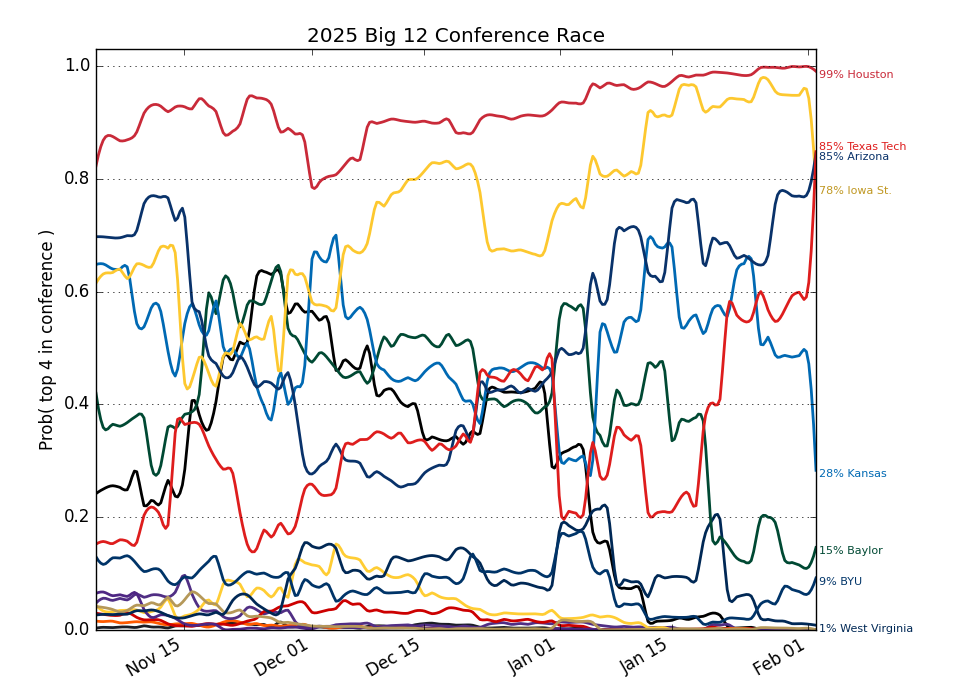 2025 Big 12 Conference Race
Prob( top 4 in conference )
1.0
0.8
0.6
0.4
0.2
0.0
99% Houston
85% Texas Tech
85% Arizona
78% Iowa St.
28% Kansas
15% Baylor
9% BYU
1% West Virginia
Nov 15
Dec 01
Dec 15
Jan 01
Jan 15
Feb 01